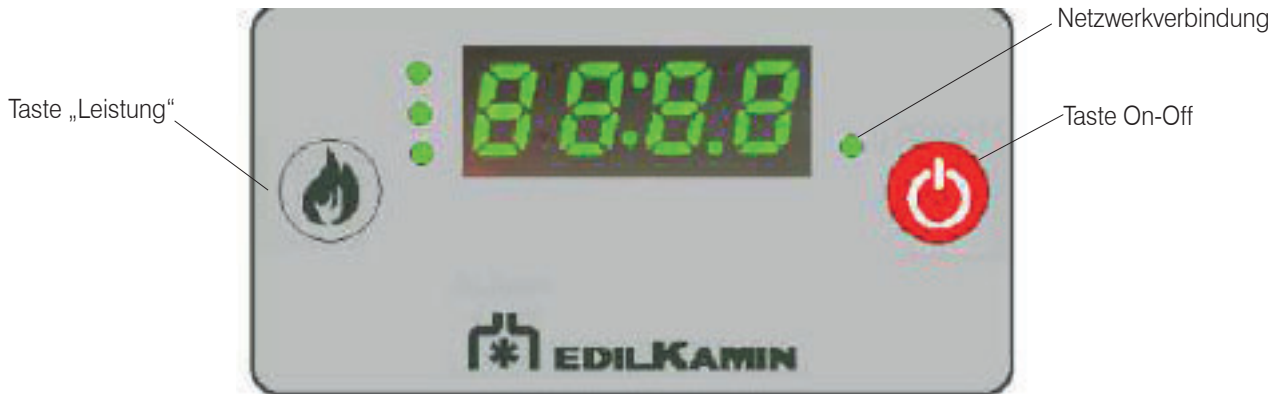 Netzwerkverbindung
Taste „Leistung“
88:8.8
Taste On-Off
EDILKAMIN